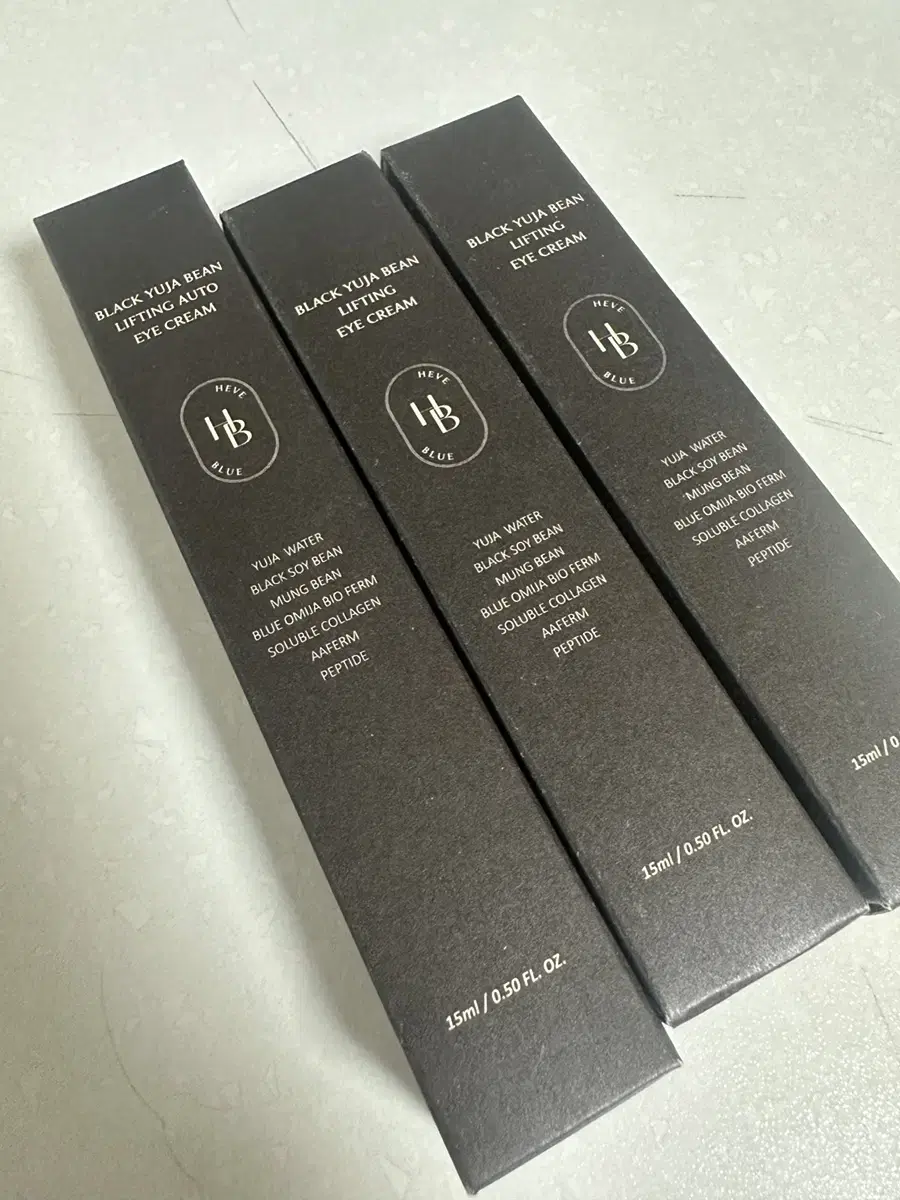 BLACK YUJA BEAN
LIFTING AUTO
EYE CREAM
HEVE
HB
BLUE
YUJA WATER
BLACK SOY BEAN
MUNG BEAN
BLUE OMIJA BIO FERM
SOLUBLE COLLAGEN
AAFERM
PEPTIDE
15ml / 0.50 FL. OZ.
BLACK YUJA BEAN
LIFTING
EYE CREAM
HEVE
HB
BLUE
YUJA WATER
BLACK SOY BEAN
MUNG BEAN
BLUE OMIJA BIO FERM
SOLUBLE COLLAGEN
AAFERM
PEPTIDE
15ml / 0.50 FL. OZ.
BLACK YUJA BEAN
LIFTING
EYE CREAM
HEVE
HB
BLUE
YUJA WATER
BLACK SOY BEAN
MUNG BEAN
BLUE OMIJA BIO FERM
SOLUBLE COLLAGEN
AAFERM
PEPTIDE
15ml / 0